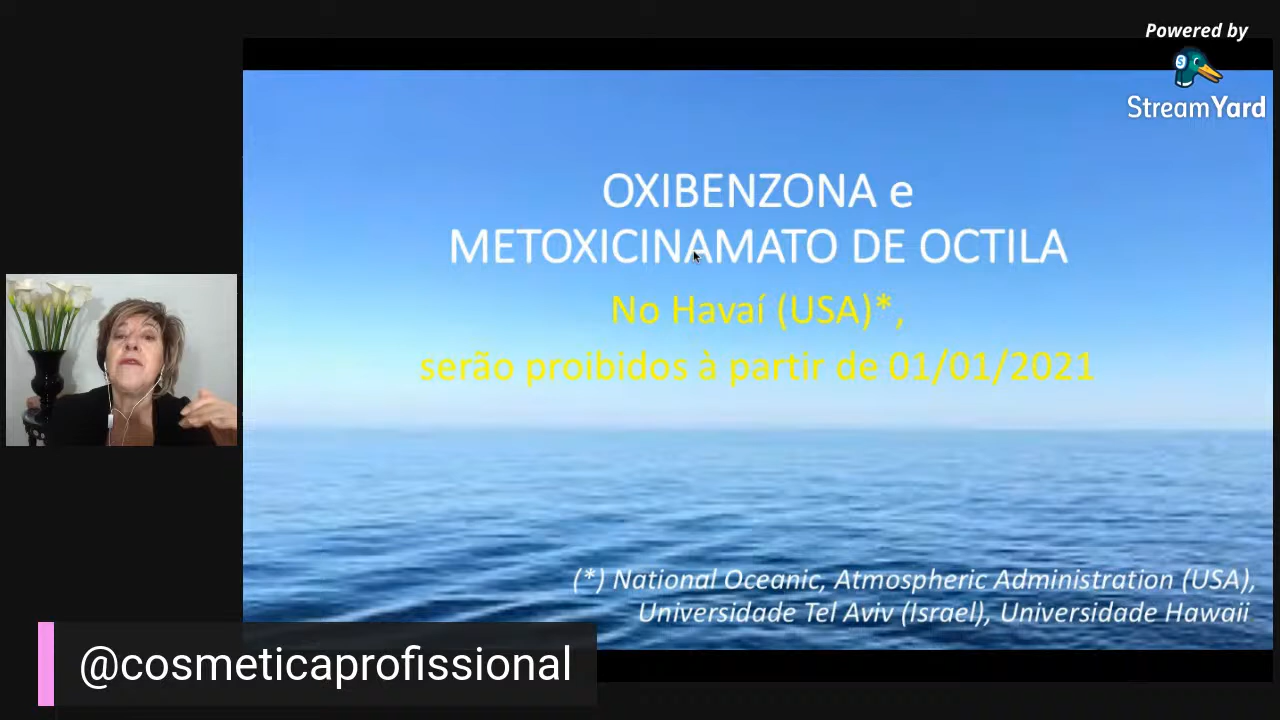 Powered by
StreamYard
OXIBENZONA e
METOXICINAMATO DE OCTILA
No Havaí (USA)*,
serão proibidos à partir de 01/01/2021
(*) National Oceanic, Atmospheric Administration (USA),
Universidade Tel Aviv (Israel), Universidade Hawaii
@cosmeticaprofissional